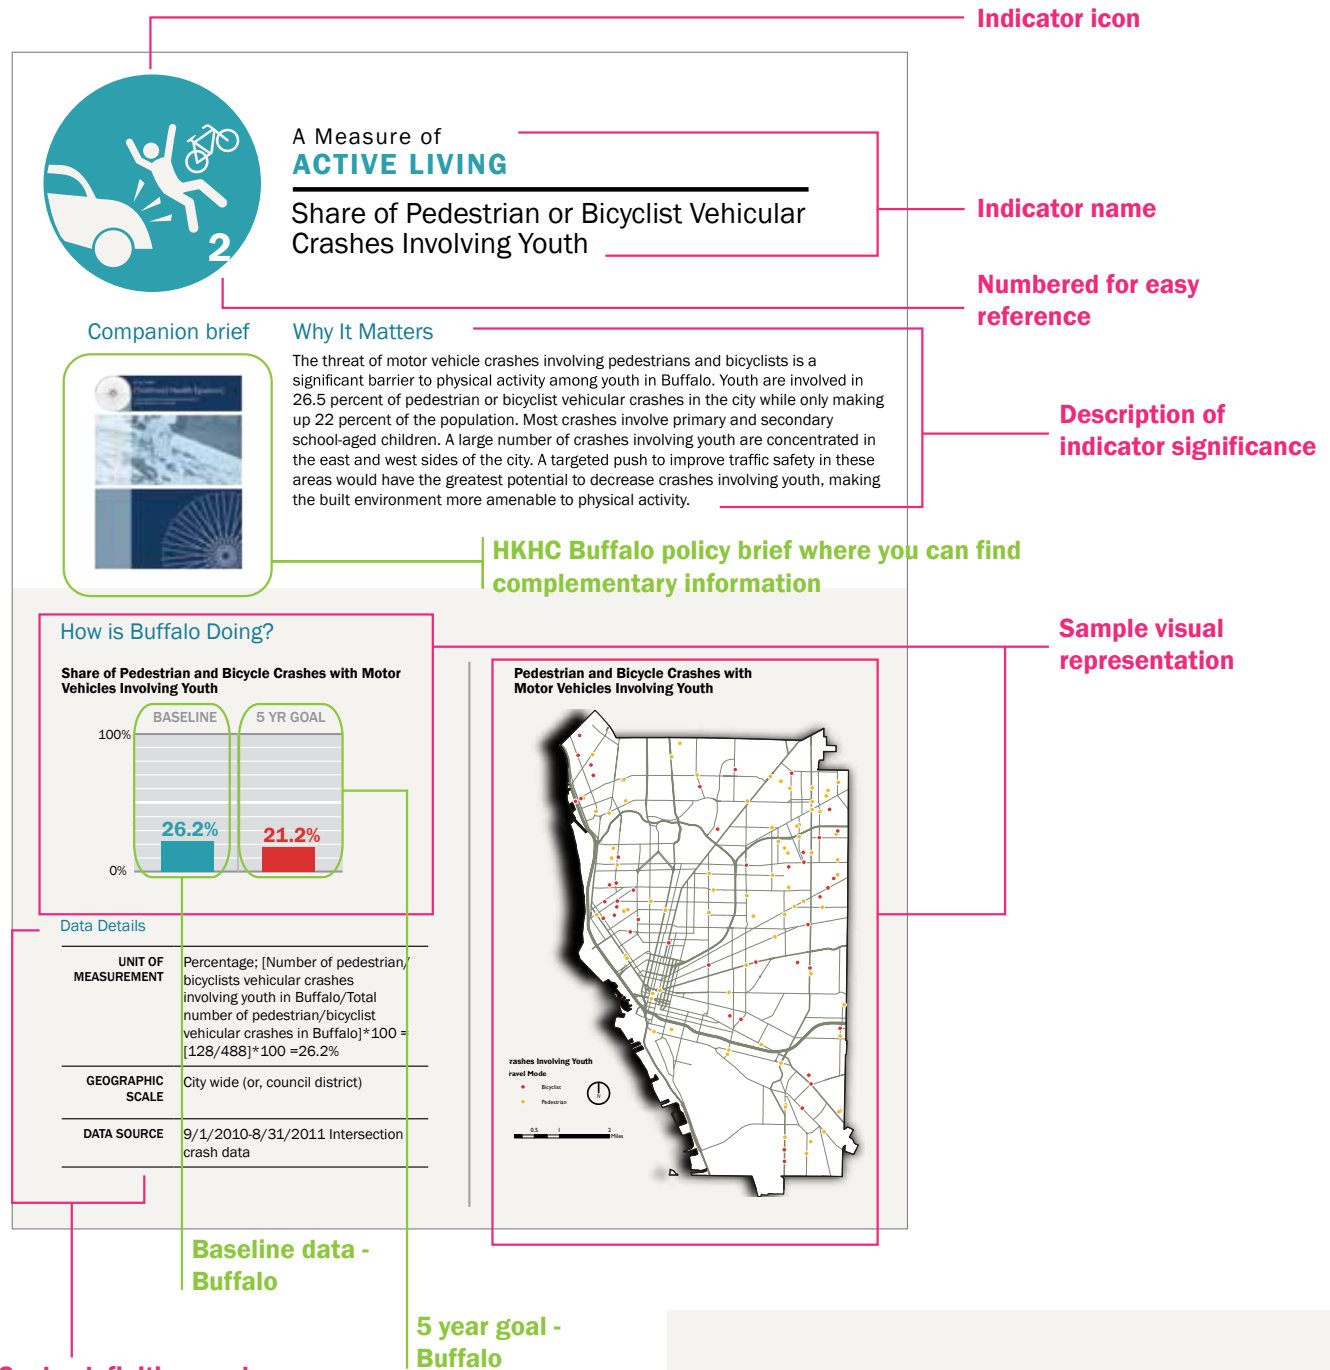 Indicator icon
A Measure of
ACTIVE LIVING
Share of Pedestrian or Bicyclist Vehicular
Crashes Involving Youth
2
Indicator name
Numbered for easy
reference
Companion brief
Why It Matters
The threat of motor vehicle crashes involving pedestrians and bicyclists is a
significant barrier to physical activity among youth in Buffalo. Youth are involved in
26.5 percent of pedestrian or bicyclist vehicular crashes in the city while only making
up 22 percent of the population. Most crashes involve primary and secondary
school-aged children. A large number of crashes involving youth are concentrated in
the east and west sides of the city. A targeted push to improve traffic safety in these
areas would have the greatest potential to decrease crashes involving youth, making
the built environment more amenable to physical activity.
Description of
indicator significance
HKHC Buffalo policy brief where you can find
complementary information
How is Buffalo Doing?
Sample visual
representation
Share of Pedestrian and Bicycle Crashes with Motor
Vehicles Involving Youth
BASELINE
5 YR GOAL
100%
26.2%
21.2%
0%
Pedestrian and Bicycle Crashes with
Motor Vehicles Involving Youth
rashes Involving Youth
ravel Mode
Bicyclist
Pedestrian
N
0.5 1 2
Miles
Data Details
UNIT OF
MEASUREMENT
Percentage; [Number of pedestrian/
bicyclists vehicular crashes
involving youth in Buffalo/Total
number of pedestrian/bicyclist
vehicular crashes in Buffalo]*100 =
[128/488]*100 =26.2%
GEOGRAPHIC
SCALE
City wide (or, council district)
DATA SOURCE
9/1/2010-8/31/2011 Intersection
crash data
Baseline data -
Buffalo
5 year goal -
Buffalo